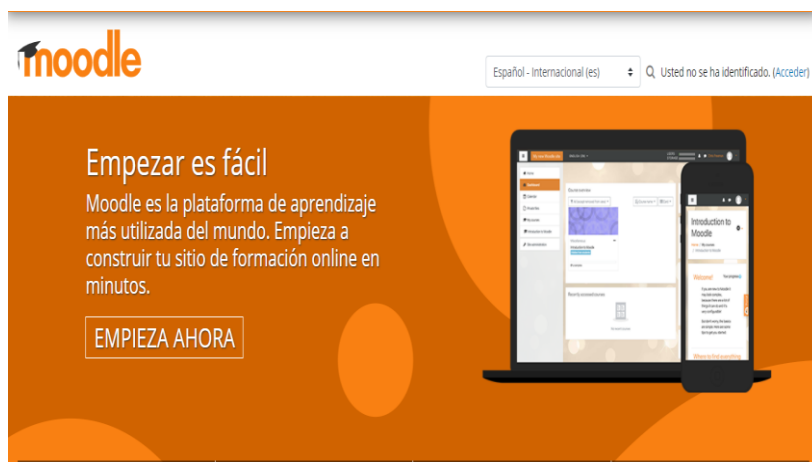 moodle
Español - Internacional (es)
Usted no se ha identificado. (Acceder)
Empezar es fácil
Moodle es la plataforma de aprendizaje
más utilizada del mundo. Empieza a
construir tu sitio de formación online en
minutos.
EMPIEZA AHORA
Introduction to
Moodle
Welcome!